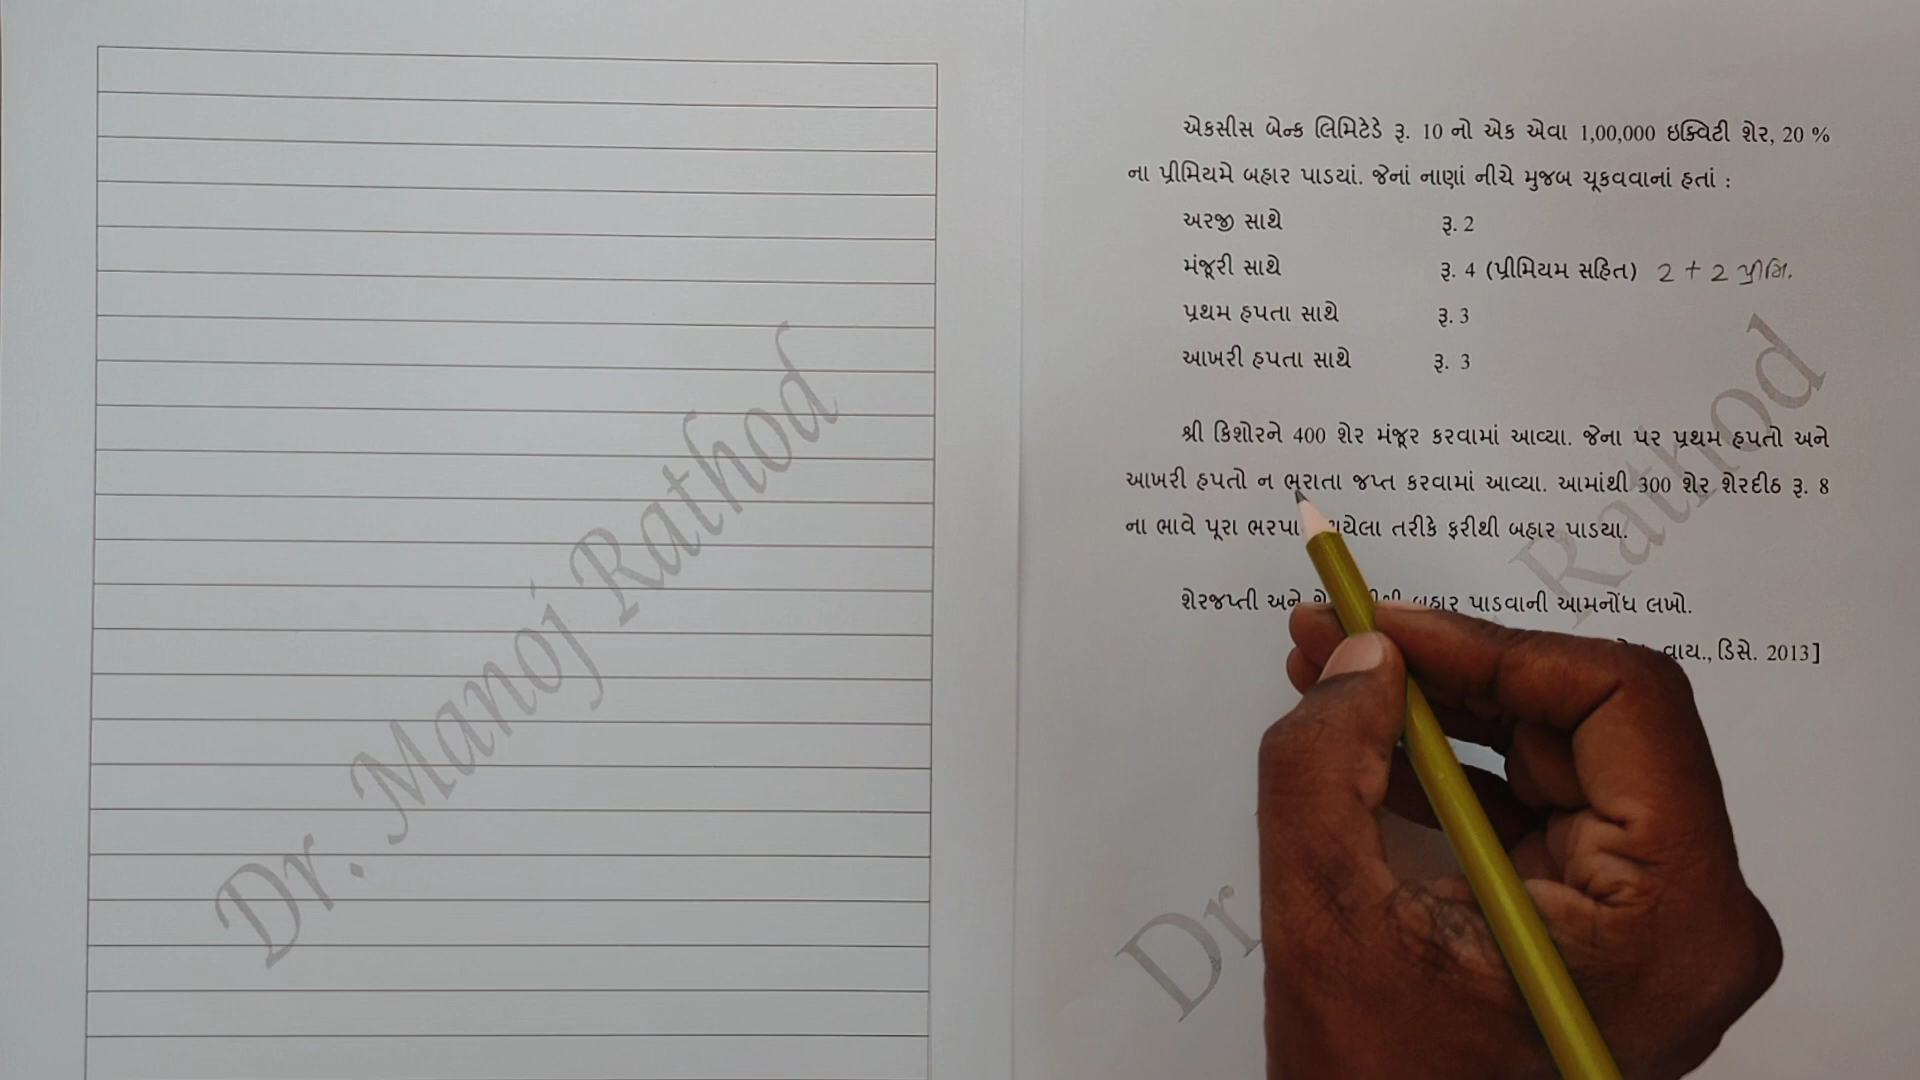 Dr. Manoj Rathod
એક્સીસ બેન્ક લિમિટેડે રૂ. 10 નો એક એવા 1,00,000 ઇક્વિટી શેર, 20 %
ના પ્રીમિયમે બહાર પાડયાં. જેનાં નાણાં નીચે મુજબ ચૂકવવાનાં હતાં :
અરજી સાથે રૂ. 2
મંજૂરી સાથે રૂ. 4 (પ્રીમિયમ સહિત) 2 + 2 પ્રીમિ.
પ્રથમ હપતા સાથે રૂ. 3
આખરી હપતા સાથે રૂ. 3
શ્રી કિશોરને 400 શેર મંજૂર કરવામાં આવ્યા. જેના પર પ્રથમ હપતો અને
આખરી હપતો ન ભરાતા જપ્ત કરવામાં આવ્યા. આમાંથી 300 શેર શેરદીઠ રૂ. 8
ના ભાવે પૂરા તરીકે ફરીથી બહાર પાડયા.
શેરજપ્તી અને બહાર પાડવાની આમનોંધ લખો.
વાય., ડિસે. 2013]
Dr Rathod